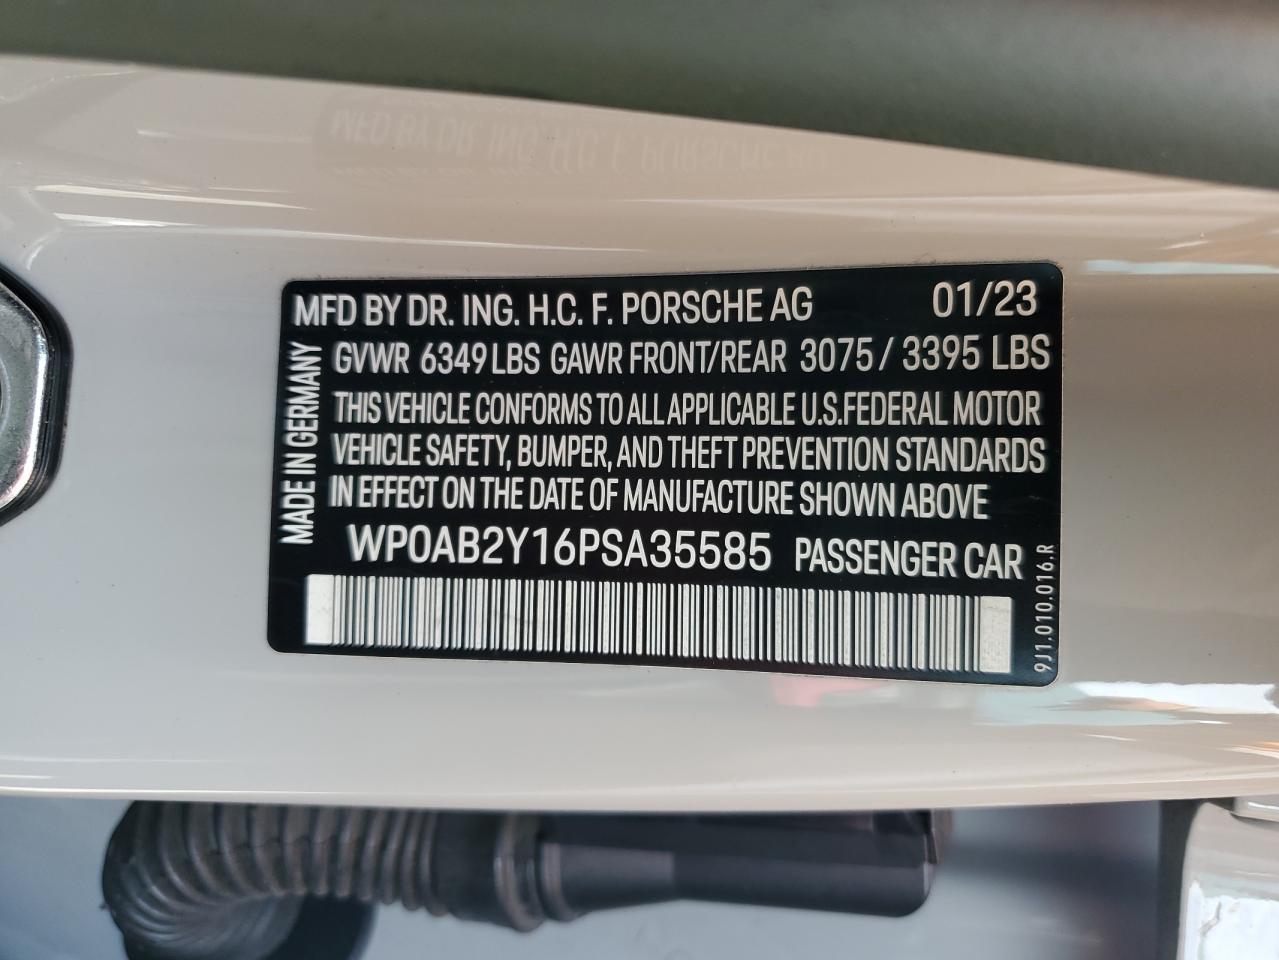 MFD BY DR. ING. H.C. F. PORSCHE AG 01/23
GVWR 6349 LBS GAWR FRONT/REAR 3075 / 3395 LBS
THIS VEHICLE CONFORMS TO ALL APPLICABLE U.S.FEDERAL MOTOR
VEHICLE SAFETY, BUMPER, AND THEFT PREVENTION STANDARDS
IN EFFECT ON THE DATE OF MANUFACTURE SHOWN ABOVE
WP0AB2Y16PSA35585 PASSENGER CAR
MADE IN GERMANY
9J1.010.016.R